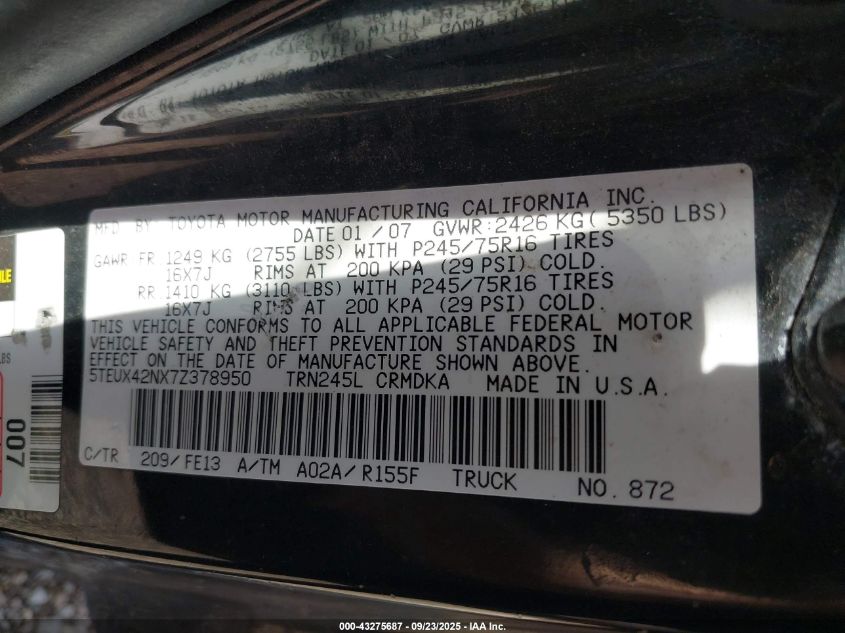 MFD BY: TOYOTA MOTOR MANUFACTURING CALIFORNIA INC.
DATE 01 / 07 GVWR: 2426 KG ( 5350 LBS)
GAWR: FR 1249 KG (2755 LBS) WITH P245/75R16 TIRES
16X7J RIMS AT 200 KPA (29 PSI) COLD.
RR 1410 KG (3110 LBS) WITH P245/75R16 TIRES
16X7J RIMS AT 200 KPA (29 PSI) COLD.
THIS VEHICLE CONFORMS TO ALL APPLICABLE FEDERAL MOTOR
VEHICLE SAFETY AND THEFT PREVENTION STANDARDS IN
EFFECT ON THE DATE OF MANUFACTURE SHOWN ABOVE.
5TEUX42NX7Z378950 TRN245L CRMDKA MADE IN U.S.A.
C/TR 209/ FE13 A/TM A02A/ R155F TRUCK NO. 872
LBS
007
000-43275687 - 09/23/2025 - IAA Inc.